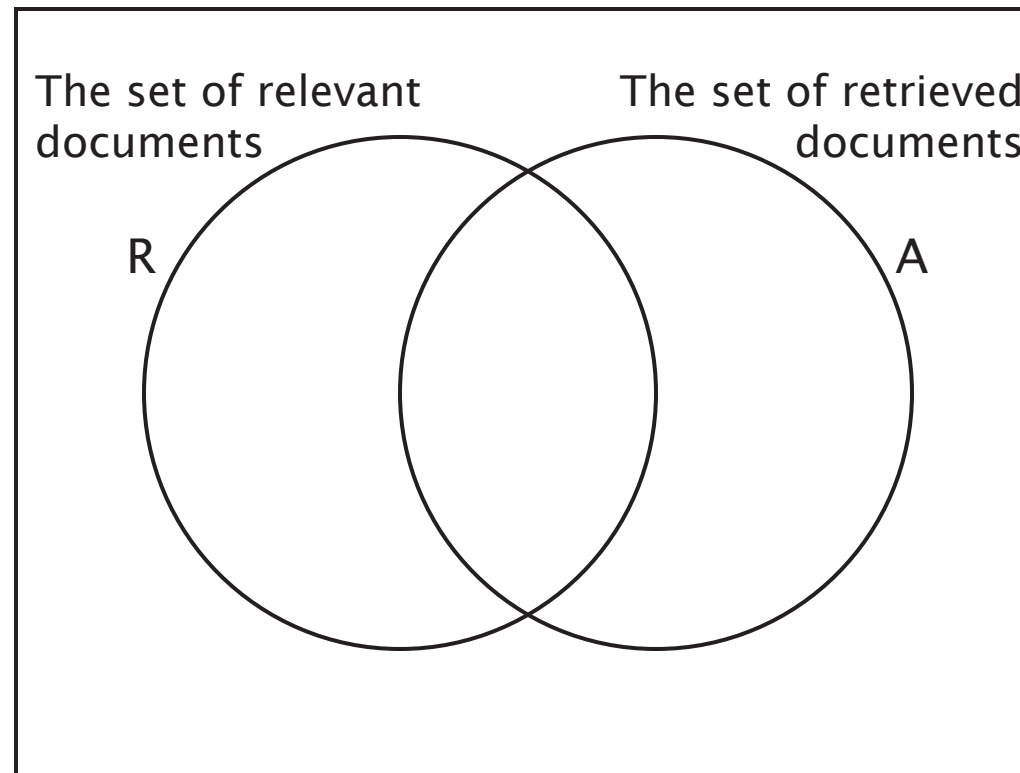 The set of relevant
documents
The set of retrieved
documents
R
A